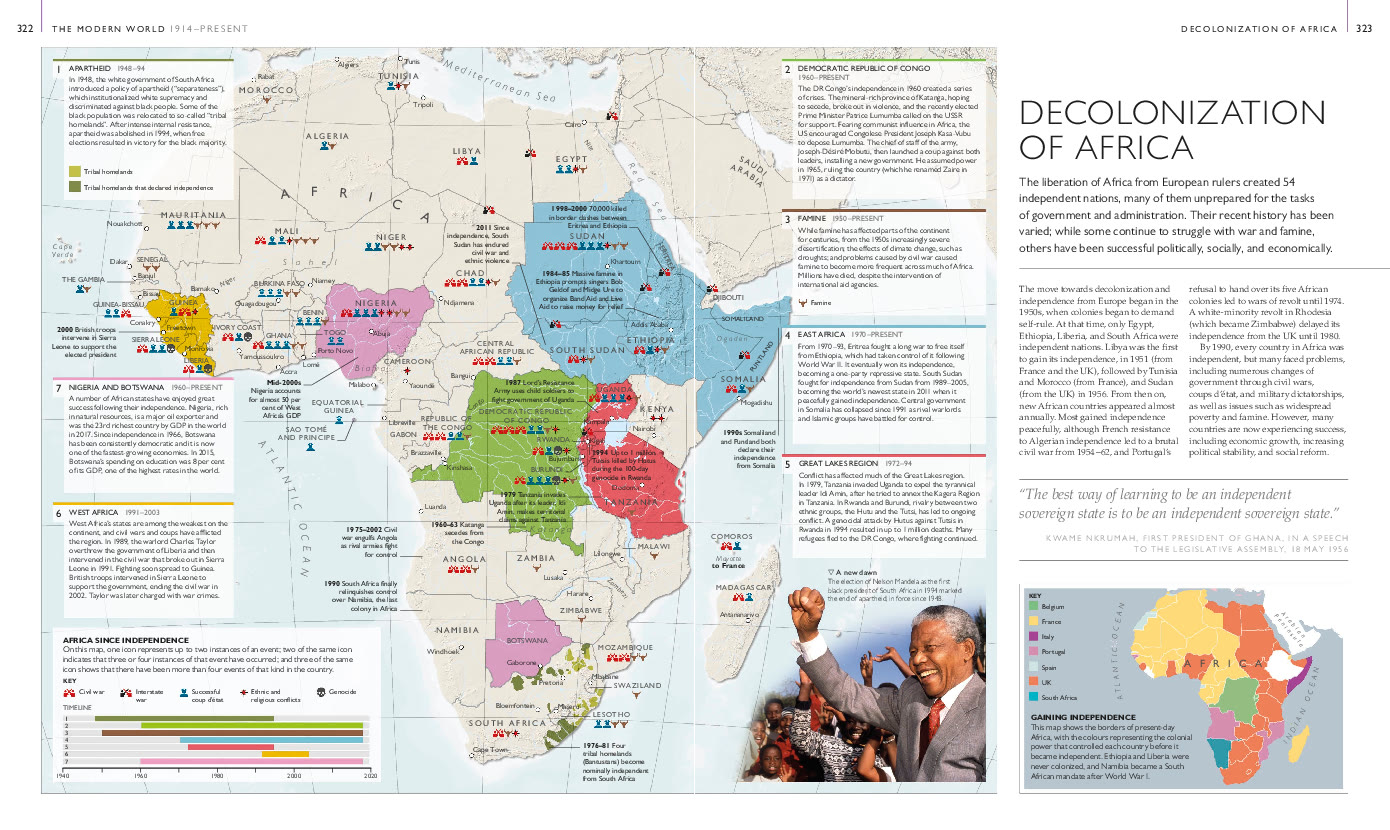 322 THE MODERN WORLD 1914–PRESENT
DECOLONIZATION OF AFRICA 323
1 APARTHEID 1948–94
In 1948, the white government of South Africa
introduced a policy of apartheid ("separateness"),
which institutionalized white supremacy and
discriminated against black people. Some of the
black population was relocated to so-called "tribal
homelands". After intense internal resistance,
apartheid was abolished in 1994, when free
elections resulted in victory for the black majority.
Tribal homelands
Tribal homelands that declared independence
2 DEMOCRATIC REPUBLIC OF CONGO
1960–PRESENT
The DR Congo's independence in 1960 created a series
of crises. The mineral-rich province of Katanga, hoping
to secede, broke out in violence, and the recently elected
Prime Minister Patrice Lumumba called on the USSR
for support. Fearing communist influence in Africa, the
US encouraged Congolese President Joseph Kasa-Vubu
to depose Lumumba. The chief of staff of the army,
Joseph-Désiré Mobutu, then launched a coup against both
leaders, installing a new government. He assumed power
in 1965, ruling the country (which he renamed Zaire in
1971) as a dictator.
3 FAMINE 1950–PRESENT
While famine has affected parts of the continent
for centuries, from the 1950s increasingly severe
desertification, the effects of climate change, such as
droughts, and problems caused by civil war caused
famine to become more frequent across much of Africa.
Millions have died, despite the intervention of
international aid agencies.
Famine
4 EAST AFRICA 1970–PRESENT
From 1970–93, Eritrea fought a long war to free itself
from Ethiopia, which had taken control of it following
World War II. It eventually won its independence,
becoming a one-party repressive state. South Sudan
fought for independence from Sudan from 1989–2005,
becoming the world's newest state in 2011 when it
peacefully gained independence. Central government
in Somalia has collapsed since 1991 as rival warlords
and Islamic groups have battled for control.
5 GREAT LAKES REGION 1972–94
Conflict has affected much of the Great Lakes region.
In 1979, Tanzania invaded Uganda to expel the tyrannical
leader Idi Amin, after he tried to annex the Kagera Region
in Tanzania. In Rwanda and Burundi, rivalry between two
ethnic groups, the Hutu and the Tutsi, has led to ongoing
conflict. A genocidal attack by Hutus against Tutsis in
Rwanda in 1994 resulted in up to 1 million deaths. Many
refugees fled to the DR Congo, where fighting continued.
7 NIGERIA AND BOTSWANA 1960–PRESENT
A number of African states have enjoyed great
success following their independence. Nigeria, rich
in natural resources, is a major oil exporter and
was the 23rd richest country by GDP in the world
in 2017. Since independence in 1966, Botswana
has been consistently democratic and it is now
one of the fastest-growing economies. In 2015,
Botswana's spending on education was 8 per cent
of its GDP, one of the highest rates in the world.
6 WEST AFRICA 1991–2003
West Africa's states are among the weakest on the
continent, and civil wars and coups have afflicted
the region. In 1989, the warlord Charles Taylor
overthrew the government of Liberia and then
intervened in the civil war that broke out in Sierra
Leone in 1991. Fighting soon spread to Guinea.
British troops intervened in Sierra Leone to
support the government, ending the civil war in
2002. Taylor was later charged with war crimes.
AFRICA SINCE INDEPENDENCE
On this map, one icon represents up to two instances of an event; two of the same icon
indicates that three or four instances of that event have occurred; and three of the same
icon shows that there have been more than four events of that kind in the country.
KEY
Civil war
Interstate
war
Successful
coup d'état
Ethnic and
religious conflicts
Genocide
TIMELINE
1
2
3
4
5
6
7
1940 1960 1980 2000 2020
Mediterranean Sea
Algiers
Tunis
TUNISIA
Rabat
MOROCCO
Tripoli
Cairo
ALGERIA
LIBYA
EGYPT
Nile
Red Sea
SAUDI
ARABIA
AFRICA
MAURITANIA
Nouakchott
MALI
NIGER
CHAD
SUDAN
Khartoum
Cape
Verde
Dakar
SENEGAL
Banjul
THE GAMBIA
Bissau
GUINEA-BISSAU
GUINEA
Conakry
Freetown
SIERRA LEONE
Monrovia
LIBERIA
Bamako
Niger
Sahel
BURKINA FASO
Niamey
Ouagadougou
IVORY COAST
Yamoussoukro
GHANA
Accra
TOGO
Lomé
BENIN
Porto Novo
NIGERIA
Abuja
Biafra
Ndjamena
CAMEROON
Yaoundé
Malabo
CENTRAL
AFRICAN REPUBLIC
Bangui
SOUTH SUDAN
ETHIOPIA
Addis Ababa
Ogaden
DJIBOUTI
SOMALILAND
PUNTLAND
SOMALIA
Mogadishu
EQUATORIAL
GUINEA
SAO TOMÉ
AND PRINCIPE
Libreville
GABON
REPUBLIC OF
THE CONGO
Brazzaville
Kinshasa
DEMOCRATIC REPUBLIC
CONGO
UGANDA
Kampala
KENYA
Nairobi
RWANDA
Kigali
BURUNDI
Bujumbura
Dodoma
TANZANIA
Luanda
ANGOLA
Katanga
ZAMBIA
Lusaka
Lilongwe
MALAWI
COMOROS
Mayotte
to France
MADAGASCAR
Antananarivo
Harare
ZIMBABWE
MOZAMBIQUE
NAMIBIA
Windhoek
BOTSWANA
Gaborone
Pretoria
Mbabane
SWAZILAND
Bloemfontein
Maseru
LESOTHO
SOUTH AFRICA
Cape Town
ATLANTIC OCEAN
1998–2000 70,000 killed
in border clashes between
Eritrea and Ethiopia
2011 Since
independence, South
Sudan has endured
civil war and
ethnic violence
1984–85 Massive famine in
Ethiopia prompts singers Bob
Geldof and Midge Ure to
organize Band Aid and Live
Aid to raise money for relief
2000 British troops
intervene in Sierra
Leone to support the
elected president
Mid-2000s
Nigeria accounts
for almost 50 per
cent of West
Africa's GDP
1987 Lord's Resistance
Army uses child soldiers to
fight government of Uganda
1994 Up to 1 million
Tutsis killed by Hutus
during the 100-day
genocide in Rwanda
1990s Somaliland
and Puntland both
declare their
independence
from Somalia
1979 Tanzania invades
Uganda after its leader, Idi
Amin, makes territorial
claims against Tanzania
1960–63 Katanga
secedes from
the Congo
1975–2002 Civil
war engulfs Angola
as rival armies fight
for control
1990 South Africa finally
relinquishes control
over Namibia, the last
colony in Africa
1976–81 Four
tribal homelands
(Bantustans) become
nominally independent
from South Africa
▽ A new dawn
The election of Nelson Mandela as the first
black president of South Africa in 1994 marked
the end of apartheid, in force since 1948.
DECOLONIZATION
OF AFRICA
The liberation of Africa from European rulers created 54
independent nations, many of them unprepared for the tasks
of government and administration. Their recent history has been
varied; while some continue to struggle with war and famine,
others have been successful politically, socially, and economically.
The move towards decolonization and
independence from Europe began in the
1950s, when colonies began to demand
self-rule. At that time, only Egypt,
Ethiopia, Liberia, and South Africa were
independent nations. Libya was the first
to gain its independence, in 1951 (from
France and the UK), followed by Tunisia
and Morocco (from France), and Sudan
(from the UK) in 1956. From then on,
new African countries appeared almost
annually. Most gained independence
peacefully, although French resistance
to Algerian independence led to a brutal
civil war from 1954–62, and Portugal's
refusal to hand over its five African
colonies led to wars of revolt until 1974.
A white-minority revolt in Rhodesia
(which became Zimbabwe) delayed its
independence from the UK until 1980.
By 1990, every country in Africa was
independent, but many faced problems,
including numerous changes of
government through civil wars,
coups d'état, and military dictatorships,
as well as issues such as widespread
poverty and famine. However, many
countries are now experiencing success,
including economic growth, increasing
political stability, and social reform.
"The best way of learning to be an independent
sovereign state is to be an independent sovereign state."
KWAME NKRUMAH, FIRST PRESIDENT OF GHANA, IN A SPEECH
TO THE LEGISLATIVE ASSEMBLY, 18 MAY 1956
KEY
Belgium
France
Italy
Portugal
Spain
UK
South Africa
ATLANTIC OCEAN
AFRICA
Arabian
Peninsula
INDIAN OCEAN
GAINING INDEPENDENCE
This map shows the borders of present-day
Africa, with the colours representing the colonial
power that controlled each country before it
became independent. Ethiopia and Liberia were
never colonized, and Namibia became a South
African mandate after World War I.